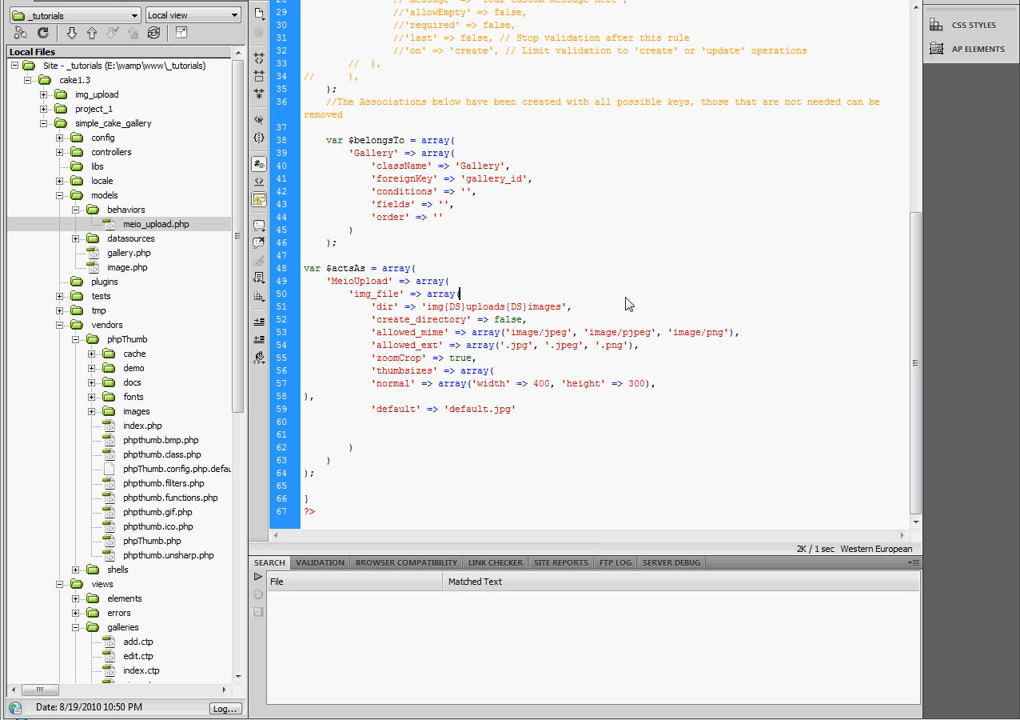 _tutorials
Local view
Local Files
Site - _tutorials (E:\wamp\www\_tutorials)
cake1.3
img_upload
project_1
simple_cake_gallery
config
controllers
libs
locale
models
behaviors
meio_upload.php
datasources
gallery.php
image.php
plugins
tests
tmp
vendors
phpThumb
cache
demo
docs
fonts
images
index.php
phpthumb.bmp.php
phpthumb.class.php
phpThumb.config.php.defau
phpthumb.filters.php
phpthumb.functions.php
phpthumb.gif.php
phpthumb.ico.php
phpThumb.php
phpthumb.unsharp.php
shells
views
elements
errors
galleries
add.ctp
edit.ctp
index.ctp
Date: 8/19/2010 10:50 PM
Log...
29 //'allowEmpty' => false,
30 //'required' => false,
31 //'last' => false, // Stop validation after this rule
32 //'on' => 'create', // Limit validation to 'create' or 'update' operations
33 // ),
34 // ),
35 );
36 //The Associations below have been created with all possible keys, those that are not needed can be
removed
37
38 var $belongsTo = array(
39 'Gallery' => array(
40 'className' => 'Gallery',
41 'foreignKey' => 'gallery_id',
42 'conditions' => '',
43 'fields' => '',
44 'order' => ''
45 )
46 );
47
48 var $actsAs = array(
49 'MeioUpload' => array(
50 'img_file' => array(
51 'dir' => 'img{DS}uploads{DS}images',
52 'create_directory' => false,
53 'allowed_mime' => array('image/jpeg', 'image/pjpeg', 'image/png'),
54 'allowed_ext' => array('.jpg', '.jpeg', '.png'),
55 'zoomCrop' => true,
56 'thumbsizes' => array(
57 'normal' => array('width' => 400, 'height' => 300),
58 ),
59 'default' => 'default.jpg'
60
61
62 )
63 )
64 );
65
66 }
67 ?>
2K / 1 sec Western European
SEARCH VALIDATION BROWSER COMPATIBILITY LINK CHECKER SITE REPORTS FTP LOG SERVER DEBUG
File Matched Text
CSS STYLES
AP ELEMENTS